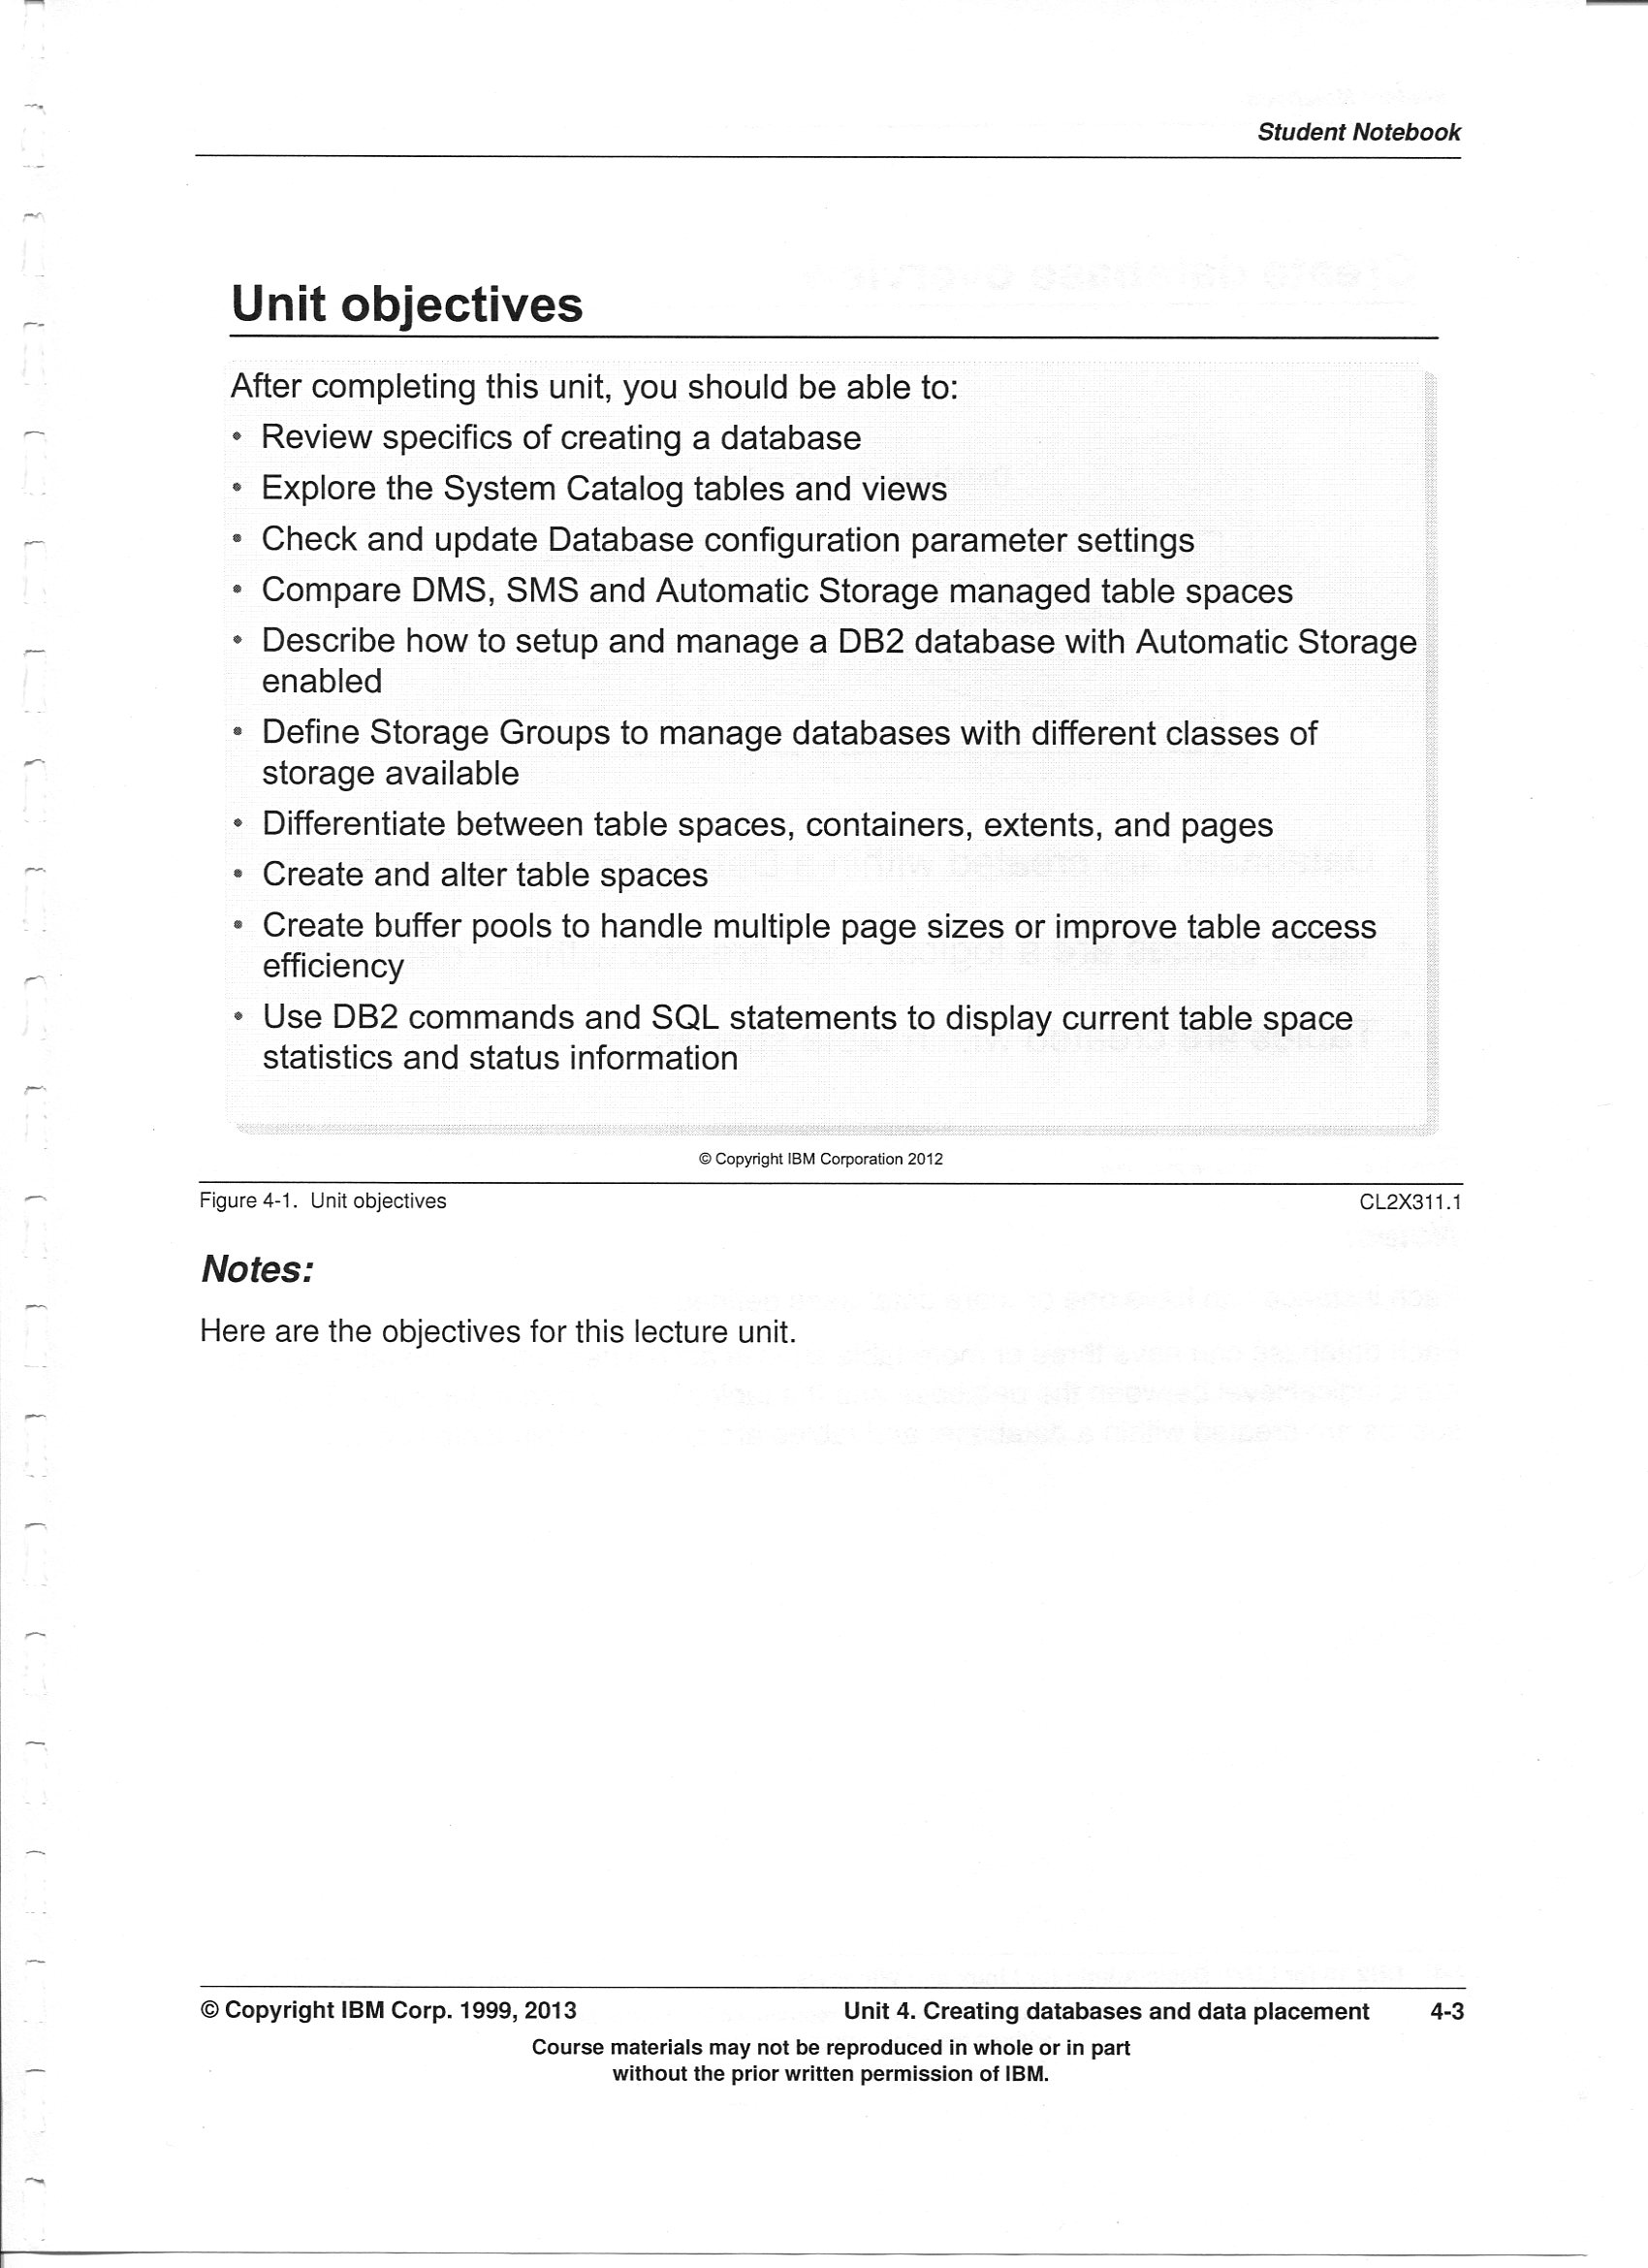 Student Notebook
Unit objectives
After completing this unit, you should be able to:
• Review specifics of creating a database
• Explore the System Catalog tables and views
• Check and update Database configuration parameter settings
• Compare DMS, SMS and Automatic Storage managed table spaces
• Describe how to setup and manage a DB2 database with Automatic Storage
enabled
• Define Storage Groups to manage databases with different classes of
storage available
• Differentiate between table spaces, containers, extents, and pages
• Create and alter table spaces
• Create buffer pools to handle multiple page sizes or improve table access
efficiency
• Use DB2 commands and SQL statements to display current table space
statistics and status information
© Copyright IBM Corporation 2012
Figure 4-1. Unit objectives CL2X311.1
Notes:
Here are the objectives for this lecture unit.
© Copyright IBM Corp. 1999, 2013 Unit 4. Creating databases and data placement 4-3
Course materials may not be reproduced in whole or in part
without the prior written permission of IBM.